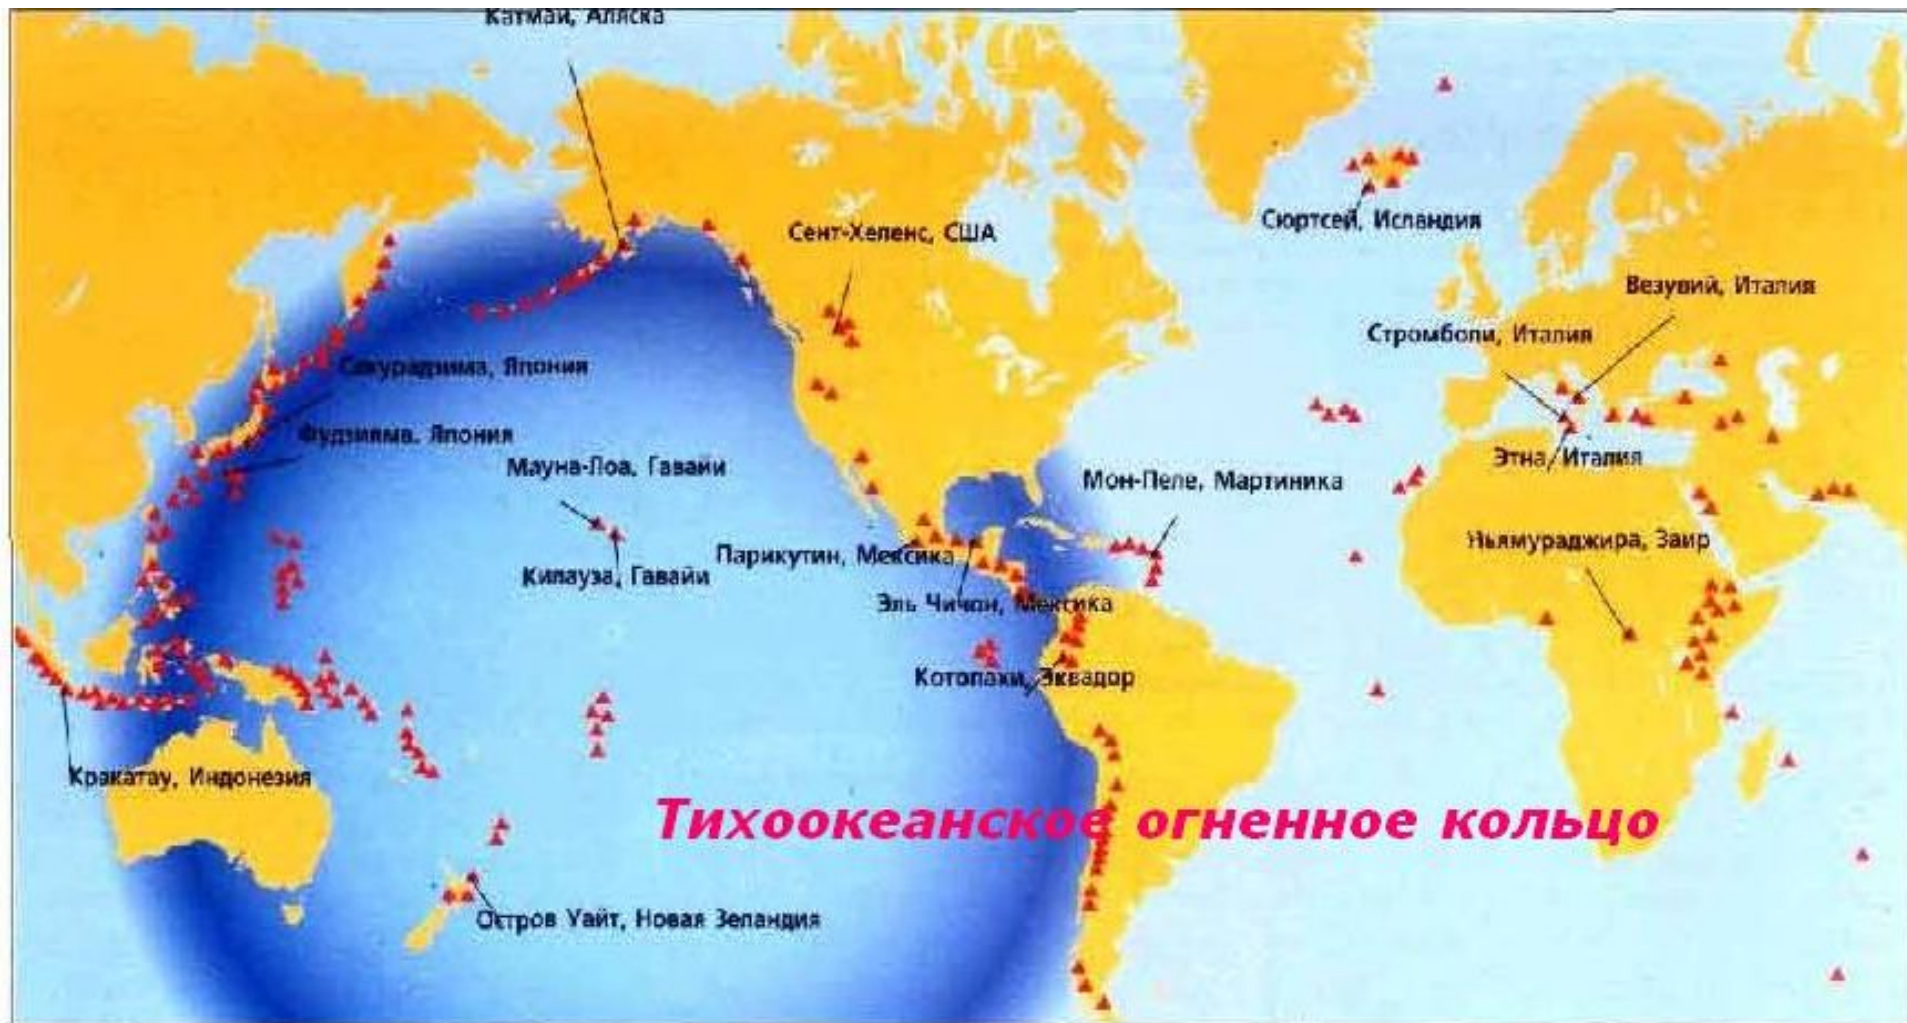 Катмай, Аляска
Сюртсей, Исландия
Сент-Хеленс, США
Везувий, Италия
Стромболи, Италия
Сакурадзима, Япония
Фудзияма. Япония
Этна, Италия
Мауна-Лоа, Гавайи
Мон-Пеле, Мартиника
Ньямураджира, Заир
Парикутин, Мексика
Килауза, Гавайи
Эль Чичон, Мексика
Котопахи, Эквадор
Кракатау, Индонезия
Тихоокеанское огненное кольцо
Остров Уайт, Новая Зеландия